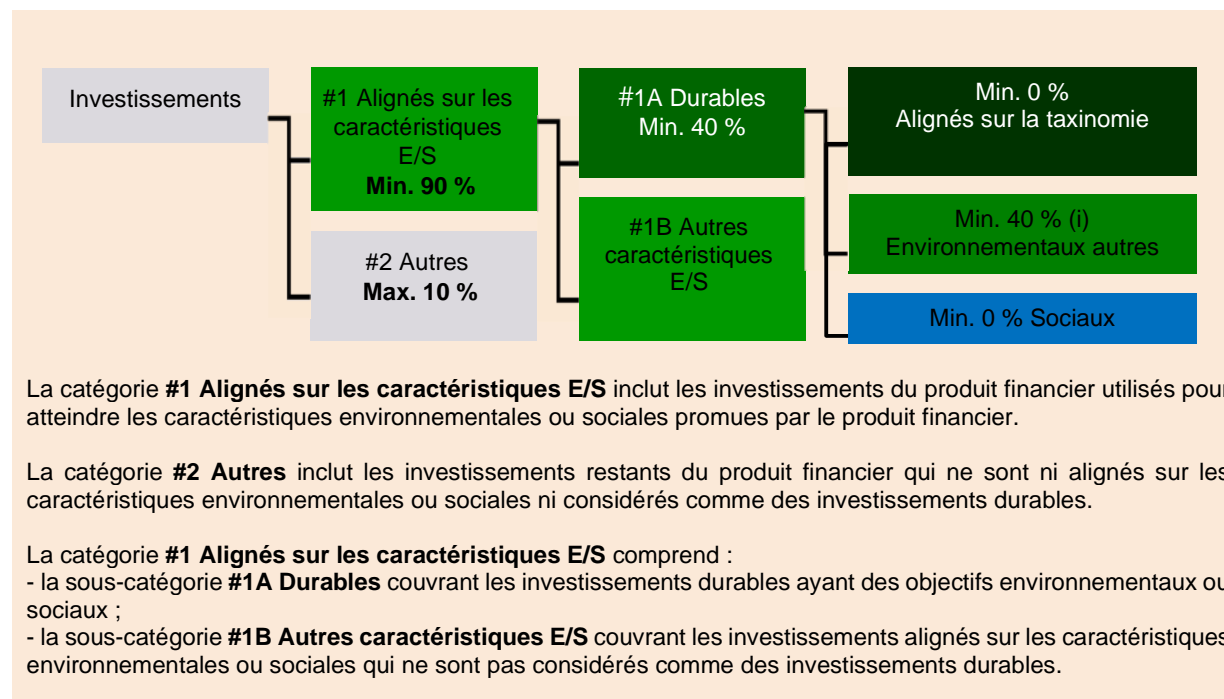 Investissements
#1 Alignés sur les
caractéristiques
E/S
Min. 90 %
#2 Autres
Max. 10 %
#1A Durables
Min. 40 %
#1B Autres
caractéristiques
E/S
Min. 0 %
Alignés sur la taxinomie
Min. 40 % (i)
Environnementaux autres
Min. 0 % Sociaux
La catégorie #1 Alignés sur les caractéristiques E/S inclut les investissements du produit financier utilisés pour
atteindre les caractéristiques environnementales ou sociales promues par le produit financier.
La catégorie #2 Autres inclut les investissements restants du produit financier qui ne sont ni alignés sur les
caractéristiques environnementales ou sociales ni considérés comme des investissements durables.
La catégorie #1 Alignés sur les caractéristiques E/S comprend :
- la sous-catégorie #1A Durables couvrant les investissements durables ayant des objectifs environnementaux ou
sociaux ;
- la sous-catégorie #1B Autres caractéristiques E/S couvrant les investissements alignés sur les caractéristiques
environnementales ou sociales qui ne sont pas considérés comme des investissements durables.